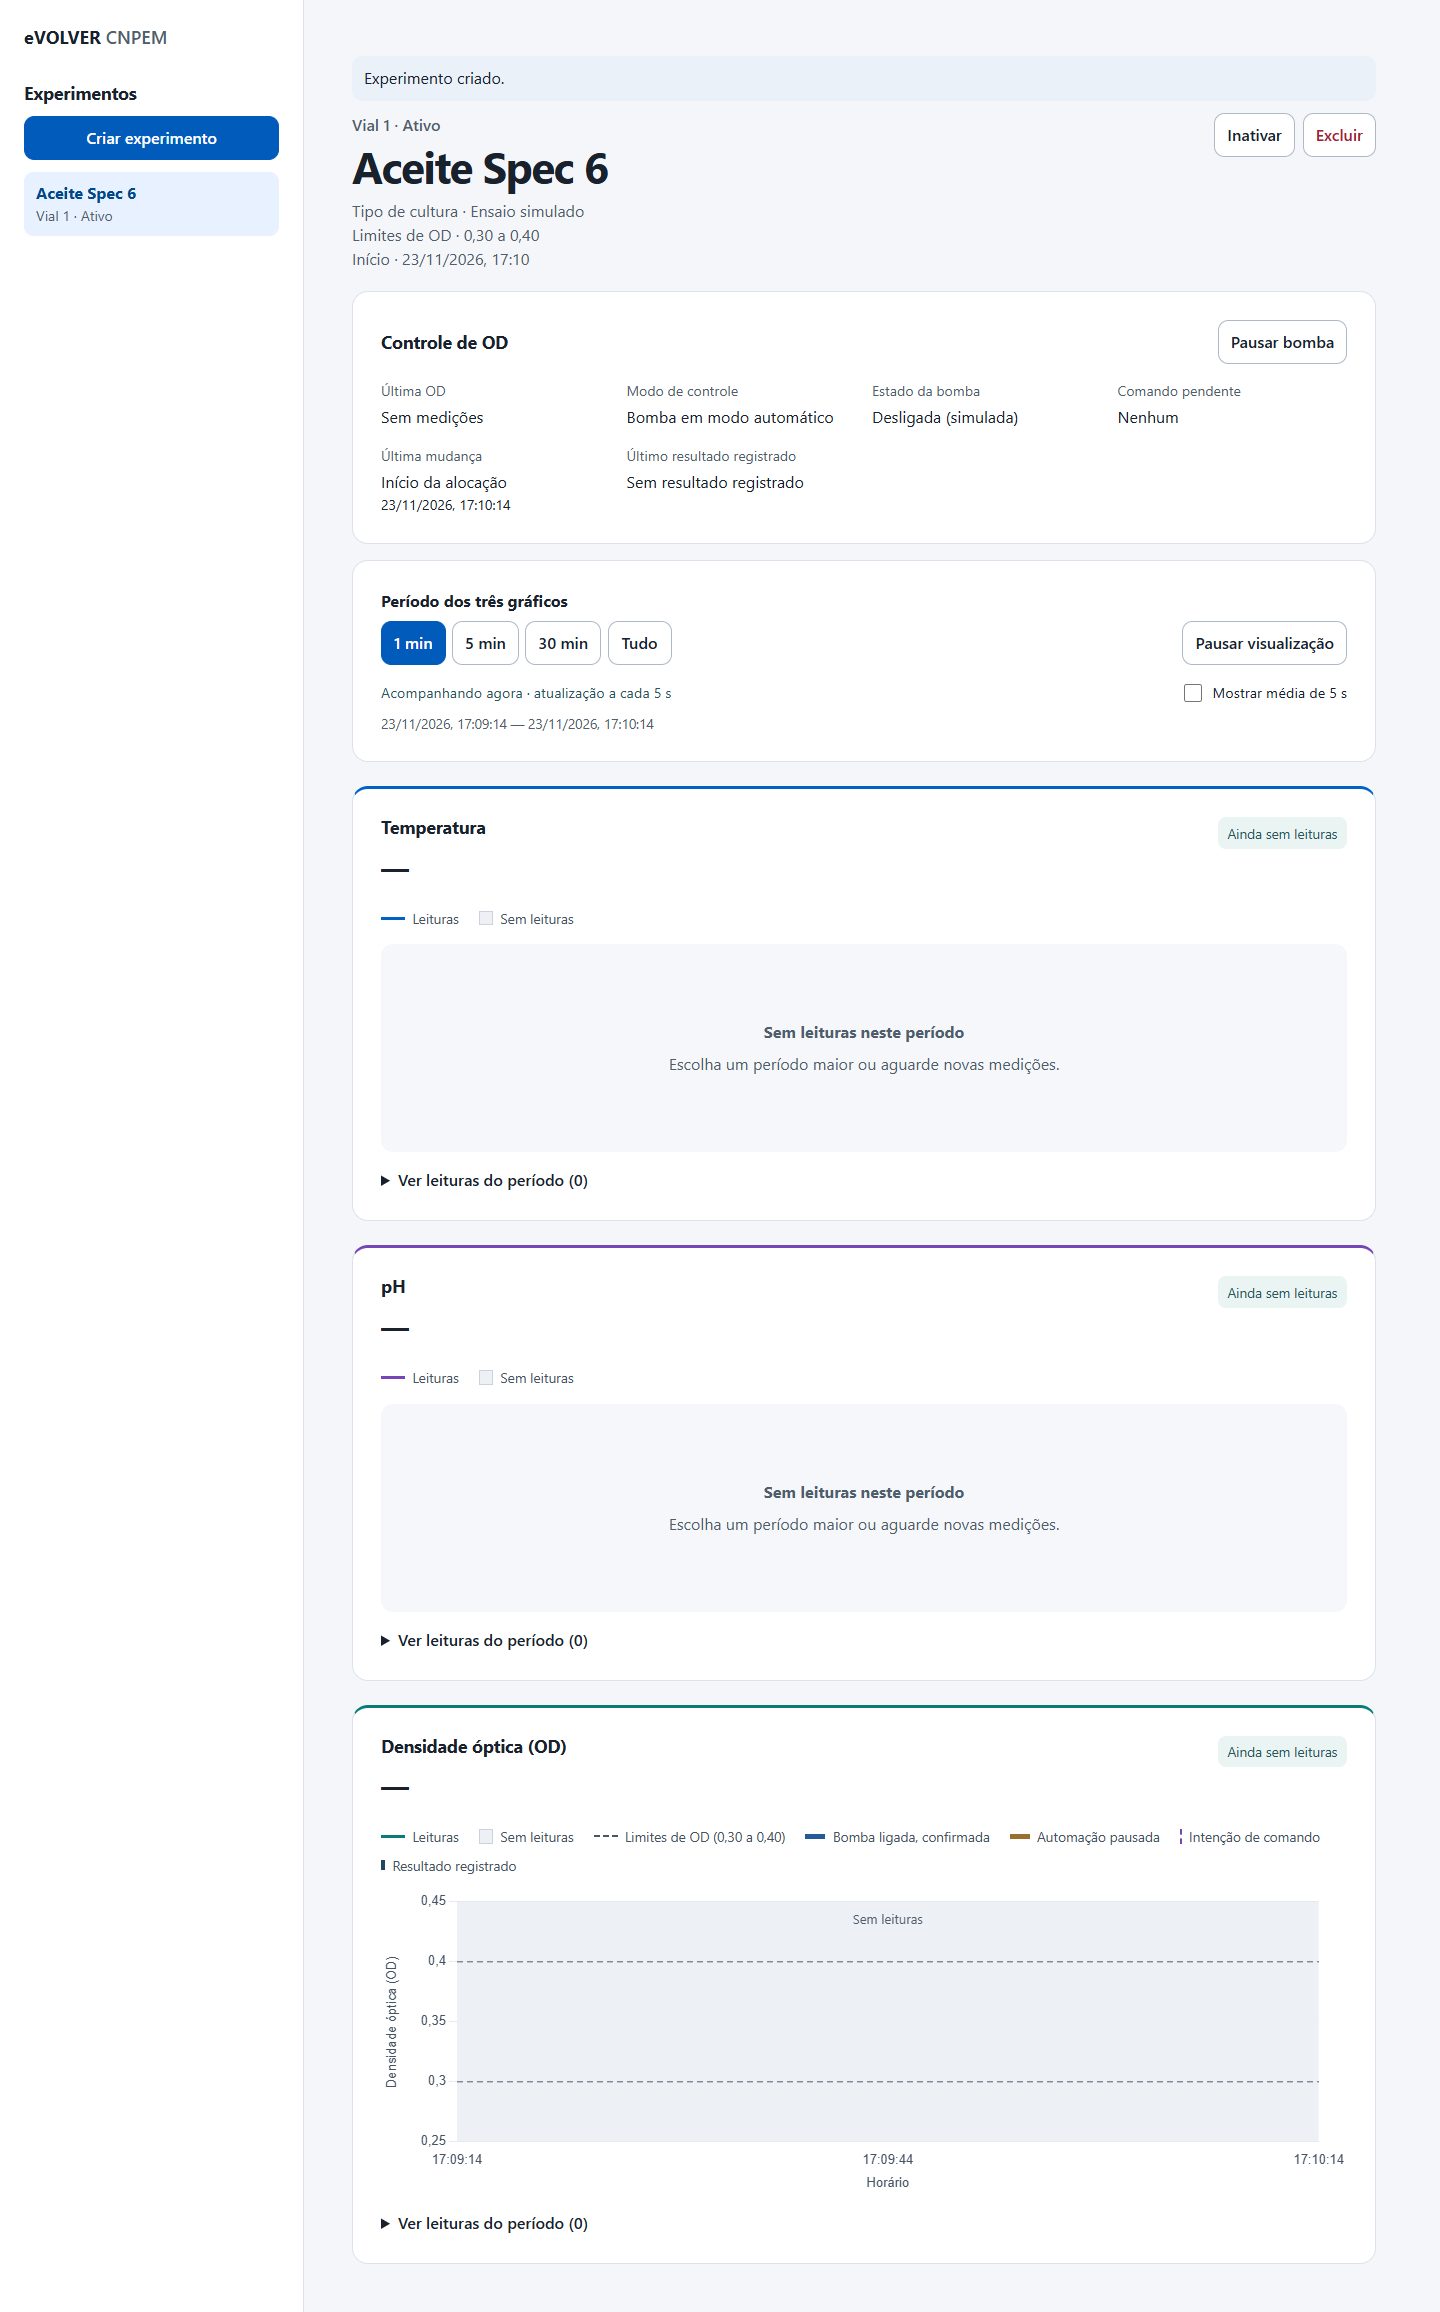 eVOLVER CNPEM
Experimentos
Criar experimento
Aceite Spec 6
Vial 1 · Ativo
Experimento criado.
Vial 1 · Ativo
Inativar
Excluir
Aceite Spec 6
Tipo de cultura · Ensaio simulado
Limites de OD · 0,30 a 0,40
Início · 23/11/2026, 17:10
Controle de OD
Pausar bomba
Última OD
Sem medições
Modo de controle
Bomba em modo automático
Estado da bomba
Desligada (simulada)
Comando pendente
Nenhum
Última mudança
Início da alocação
23/11/2026, 17:10:14
Último resultado registrado
Sem resultado registrado
Período dos três gráficos
1 min
5 min
30 min
Tudo
Pausar visualização
Acompanhando agora · atualização a cada 5 s
Mostrar média de 5 s
23/11/2026, 17:09:14 — 23/11/2026, 17:10:14
Temperatura
Ainda sem leituras
—
Leituras
Sem leituras
Sem leituras neste período
Escolha um período maior ou aguarde novas medições.
Ver leituras do período (0)
pH
Ainda sem leituras
—
Leituras
Sem leituras
Sem leituras neste período
Escolha um período maior ou aguarde novas medições.
Ver leituras do período (0)
Densidade óptica (OD)
Ainda sem leituras
—
Leituras
Sem leituras
Limites de OD (0,30 a 0,40)
Bomba ligada, confirmada
Automação pausada
Intenção de comando
Resultado registrado
Sem leituras
0,45
0,4
0,35
0,3
0,25
Densidade óptica (OD)
17:09:14
17:09:44
17:10:14
Horário
Ver leituras do período (0)